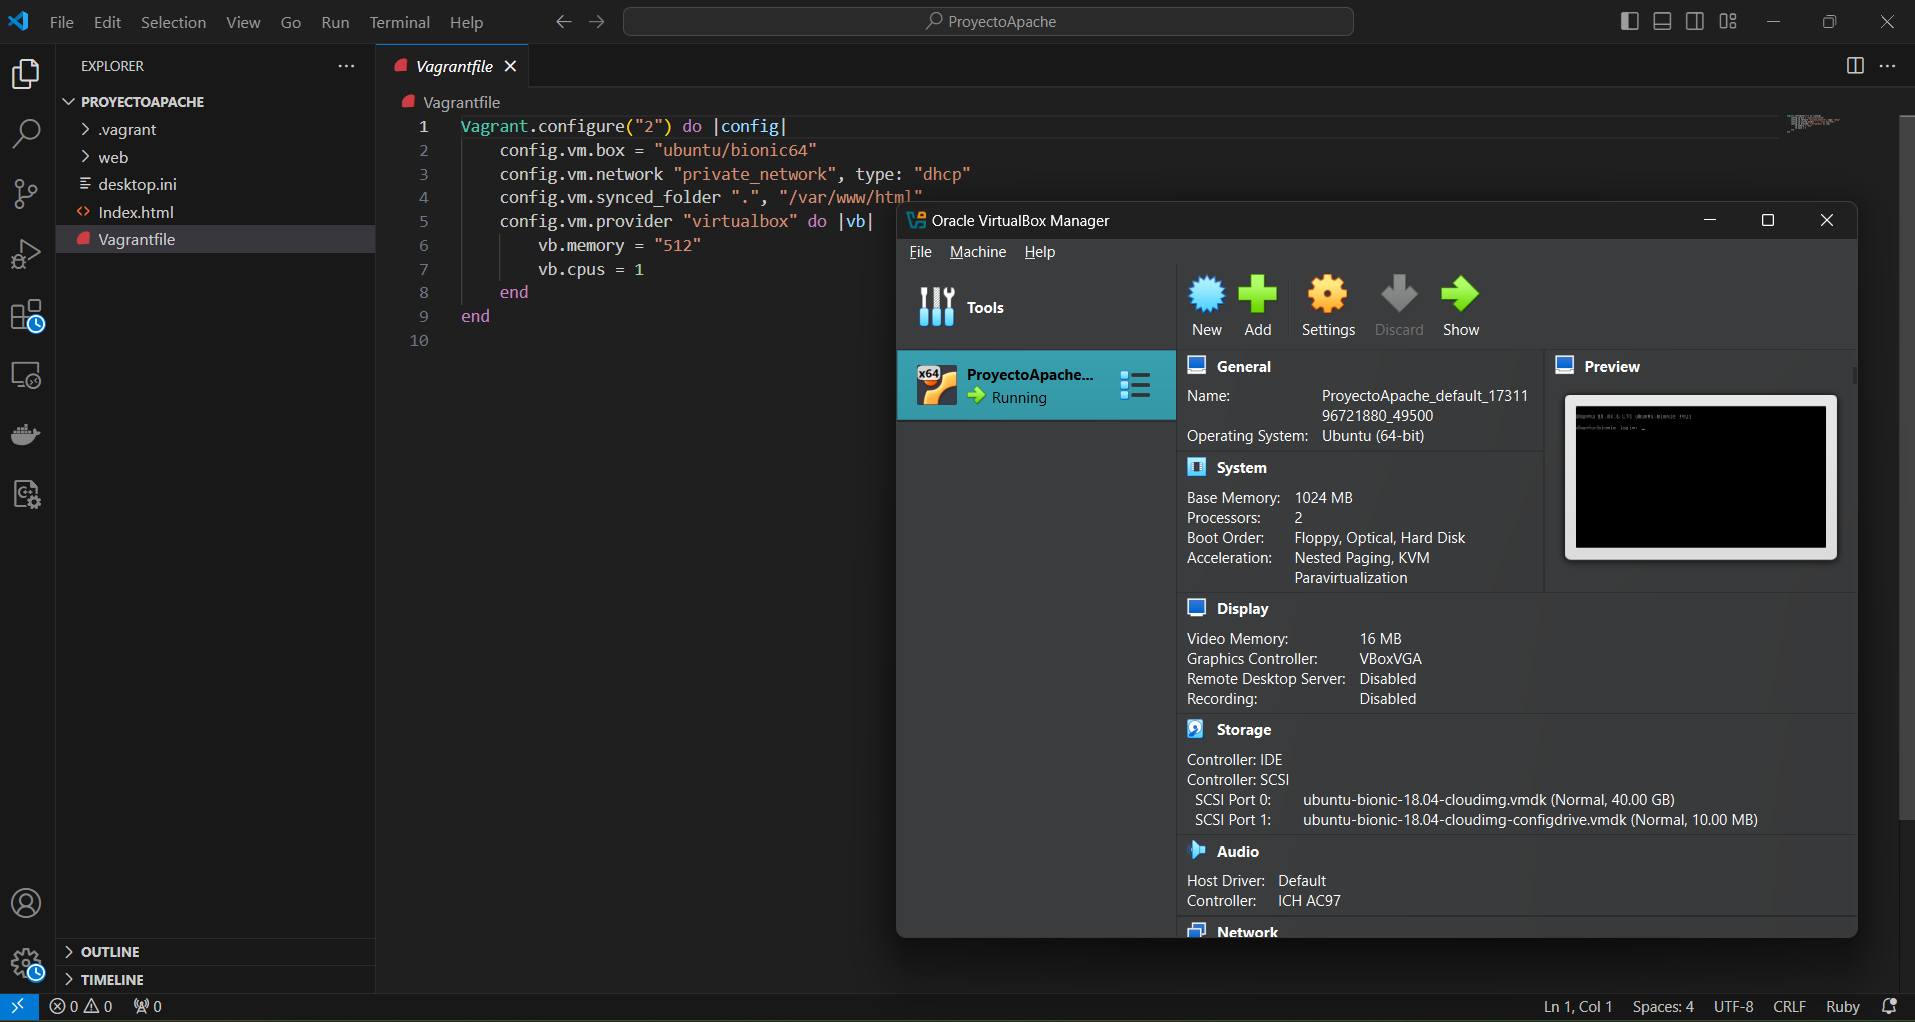 File Edit Selection View Go Run Terminal Help
ProyectoApache
EXPLORER
PROYECTOAPACHE
.vagrant
web
desktop.ini
Index.html
Vagrantfile
Vagrantfile
Vagrantfile
1 Vagrant.configure("2") do |config|
2 config.vm.box = "ubuntu/bionic64"
3 config.vm.network "private_network", type: "dhcp"
4 config.vm.synced_folder ".", "/var/www/html"
5 config.vm.provider "virtualbox" do |vb|
6 vb.memory = "512"
7 vb.cpus = 1
8 end
9 end
10
Oracle VirtualBox Manager
File Machine Help
Tools
New Add Settings Discard Show
x64
ProyectoApache...
Running
General
Name: ProyectoApache_default_17311
96721880_49500
Operating System: Ubuntu (64-bit)
Preview
System
Base Memory: 1024 MB
Processors: 2
Boot Order: Floppy, Optical, Hard Disk
Acceleration: Nested Paging, KVM
Paravirtualization
Display
Video Memory: 16 MB
Graphics Controller: VBoxVGA
Remote Desktop Server: Disabled
Recording: Disabled
Storage
Controller: IDE
Controller: SCSI
SCSI Port 0: ubuntu-bionic-18.04-cloudimg.vmdk (Normal, 40.00 GB)
SCSI Port 1: ubuntu-bionic-18.04-cloudimg-configdrive.vmdk (Normal, 10.00 MB)
Audio
Host Driver: Default
Controller: ICH AC97
Network
OUTLINE
TIMELINE
0 0 0
Ln 1, Col 1 Spaces: 4 UTF-8 CRLF Ruby